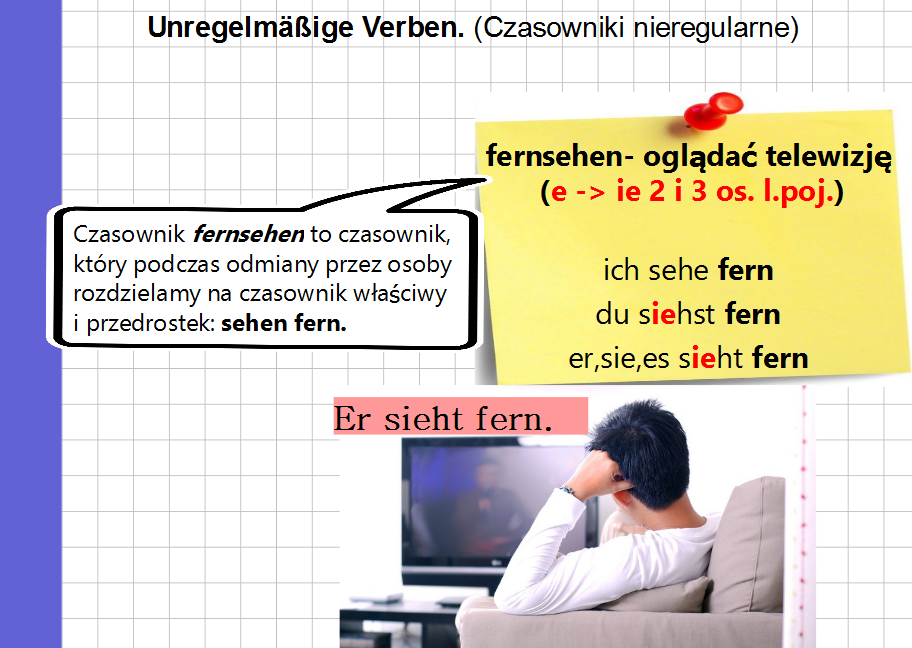 Unregelmäßige Verben. (Czasowniki nieregularne)
fernsehen- oglądać telewizję
(e -> ie 2 i 3 os. l.poj.)
Czasownik fernsehen to czasownik,
który podczas odmiany przez osoby
rozdzielamy na czasownik właściwy
i przedrostek: sehen fern.
ich sehe fern
du siehst fern
er,sie,es sieht fern
Er sieht fern.